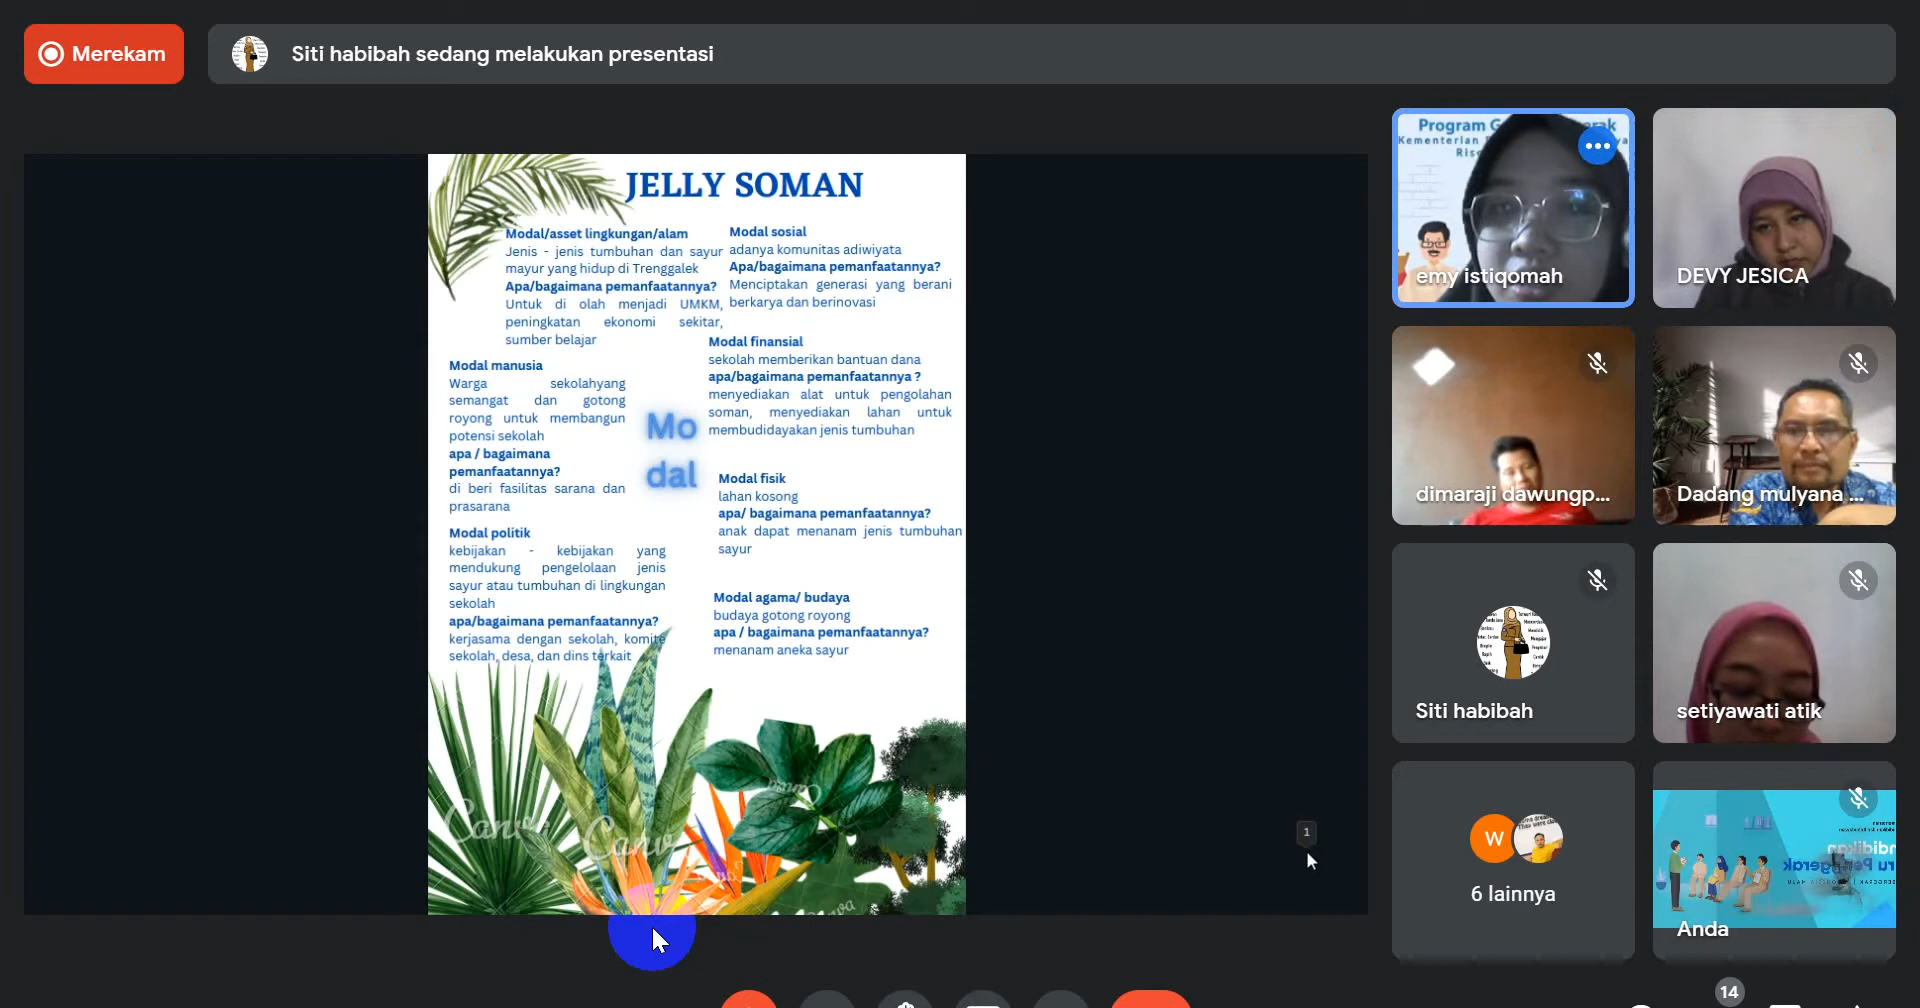 Merekam
Siti habibah sedang melakukan presentasi
JELLY SOMAN
Modal/asset lingkungan/alam
Jenis - jenis tumbuhan dan sayur
mayur yang hidup di Trenggalek
Apa/bagaimana pemanfaatannya?
Untuk di olah menjadi UMKM,
peningkatan ekonomi sekitar,
sumber belajar
Modal sosial
adanya komunitas adiwiyata
Apa/bagaimana pemanfaatannya?
Menciptakan generasi yang berani
berkarya dan berinovasi
Modal manusia
Warga sekolahyang
semangat dan gotong
royong untuk membangun
potensi sekolah
apa / bagaimana
pemanfaatannya?
di beri fasilitas sarana dan
prasarana
Mo
dal
Modal finansial
sekolah memberikan bantuan dana
apa/bagaimana pemanfaatannya ?
menyediakan alat untuk pengolahan
soman, menyediakan lahan untuk
membudidayakan jenis tumbuhan
Modal fisik
lahan kosong
apa/ bagaimana pemanfaatannya?
anak dapat menanam jenis tumbuhan
sayur
Modal politik
kebijakan - kebijakan yang
mendukung pengelolaan jenis
sayur atau tumbuhan di lingkungan
sekolah
apa/bagaimana pemanfaatannya?
kerjasama dengan sekolah, komite
sekolah, desa, dan dins terkait
Modal agama/ budaya
budaya gotong royong
apa / bagaimana pemanfaatannya?
menanam aneka sayur
Canva
Canva
1
Program
Kementerian
emy istiqomah
DEVY JESICA
dimaraji dawungp...
Dadang mulyana ...
Siti habibah
setiyawati atik
W
6 lainnya
Anda
14